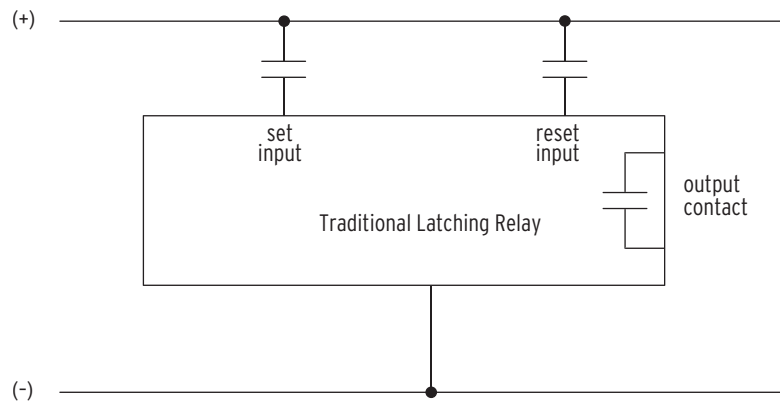 (+)
set
input
reset
input
output
contact
Traditional Latching Relay
(–)